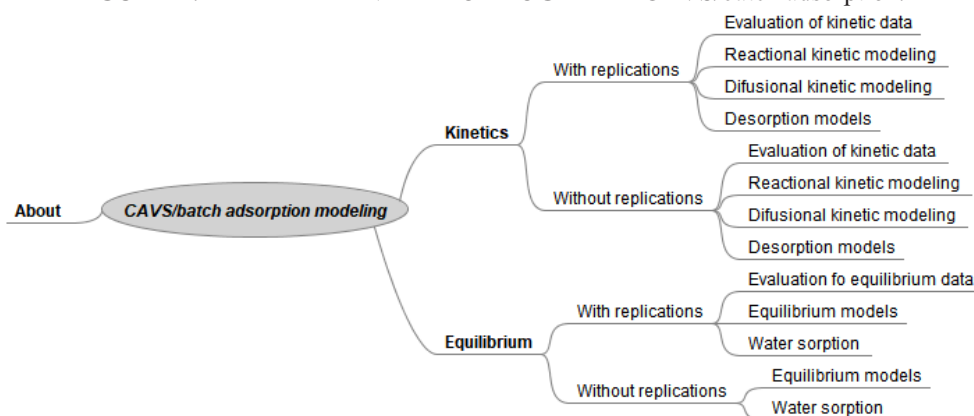 Evaluation of kinetic data
With replications
Reactional kinetic modeling
Difusional kinetic modeling
Desorption models
Kinetics
Evaluation of kinetic data
Without replications
Reactional kinetic modeling
Difusional kinetic modeling
Desorption models
About
CAVS/batch adsorption modeling
Evaluation fo equilibrium data
With replications
Equilibrium models
Water sorption
Equilibrium
Without replications
Equilibrium models
Water sorption